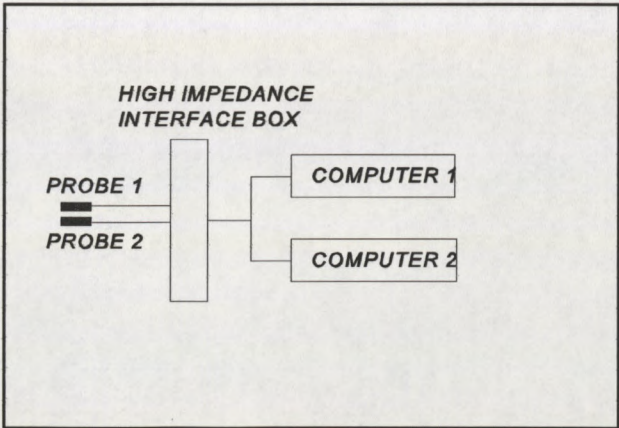 HIGH IMPEDANCE
INTERFACE BOX
PROBE 1
COMPUTER 1
PROBE 2
COMPUTER 2